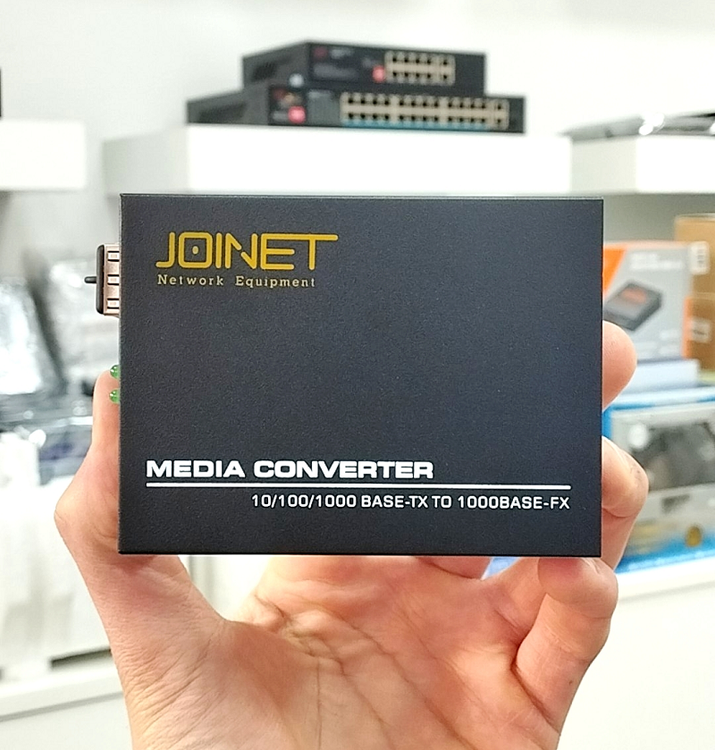 JOINET
Network Equipment
MEDIA CONVERTER
10/100/1000 BASE-TX TO 1000BASE-FX